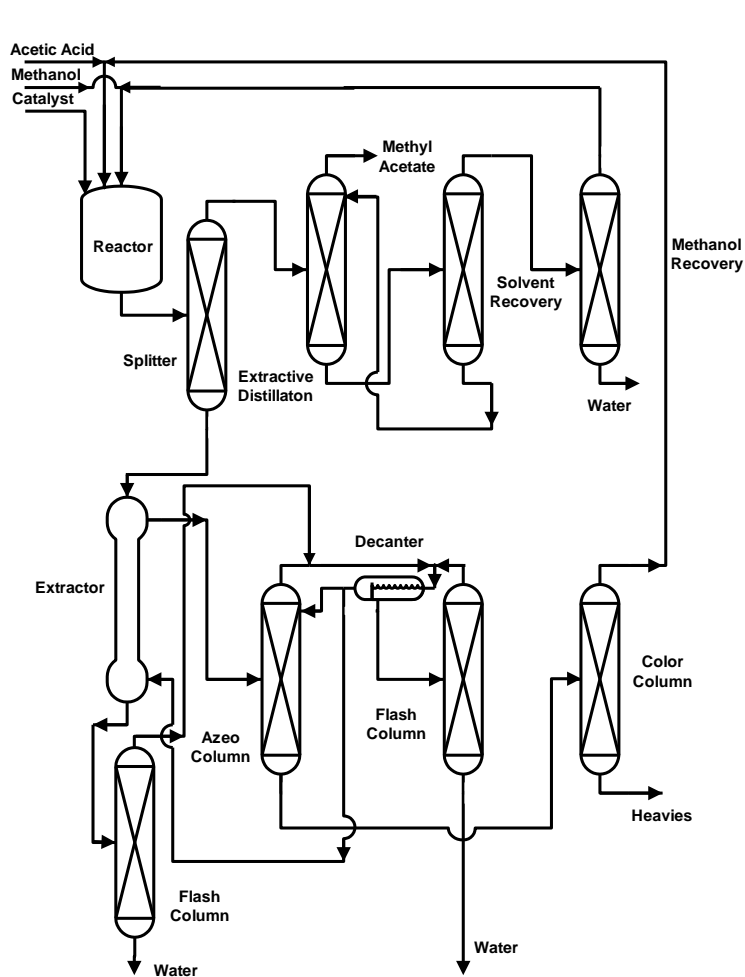 Acetic Acid
Methanol
Catalyst
Methyl
Acetate
Reactor
Methanol
Recovery
Solvent
Recovery
Splitter
Extractive
Distillaton
Water
Decanter
Extractor
Color
Column
Azeo
Column
Flash
Column
Heavies
Flash
Column
Water
Water